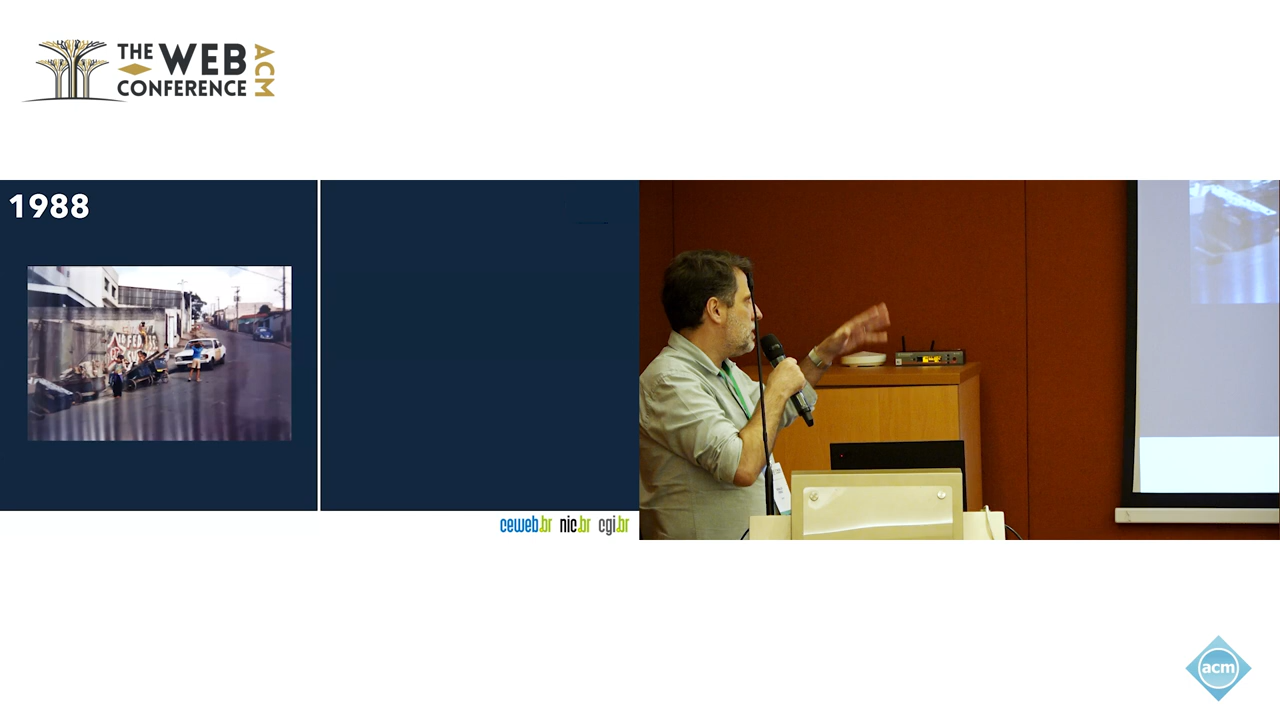 THE WEB
CONFERENCE
ACM
1988
ceweb.br nic.br cgi.br
acm